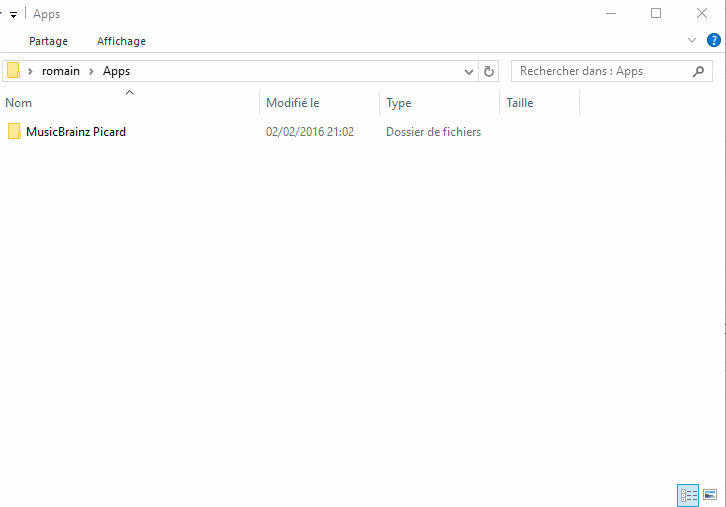 Apps
Partage Affichage
?
romain Apps
Rechercher dans : Apps
Nom Modifié le Type Taille
MusicBrainz Picard 02/02/2016 21:02 Dossier de fichiers